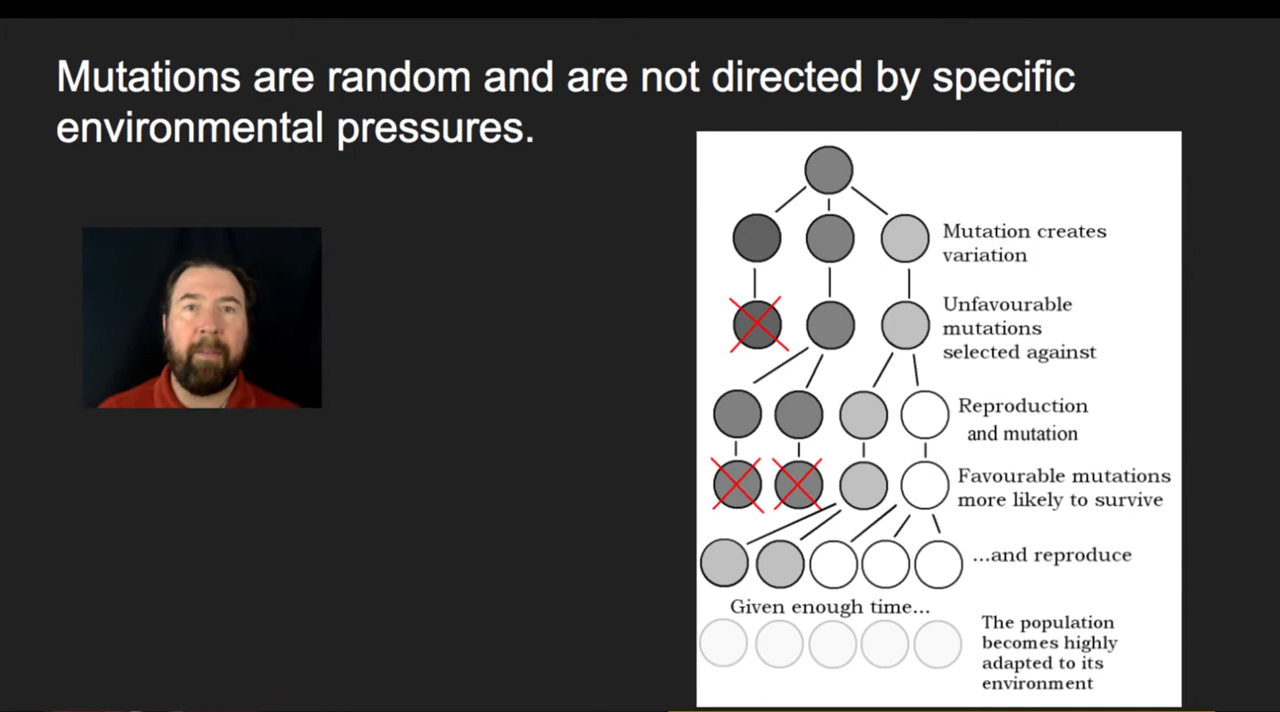 Mutations are random and are not directed by specific
environmental pressures.
Mutation creates
variation
Unfavourable
mutations
selected against
Reproduction
and mutation
Favourable mutations
more likely to survive
...and reproduce
Given enough time...
The population
becomes highly
adapted to its
environment